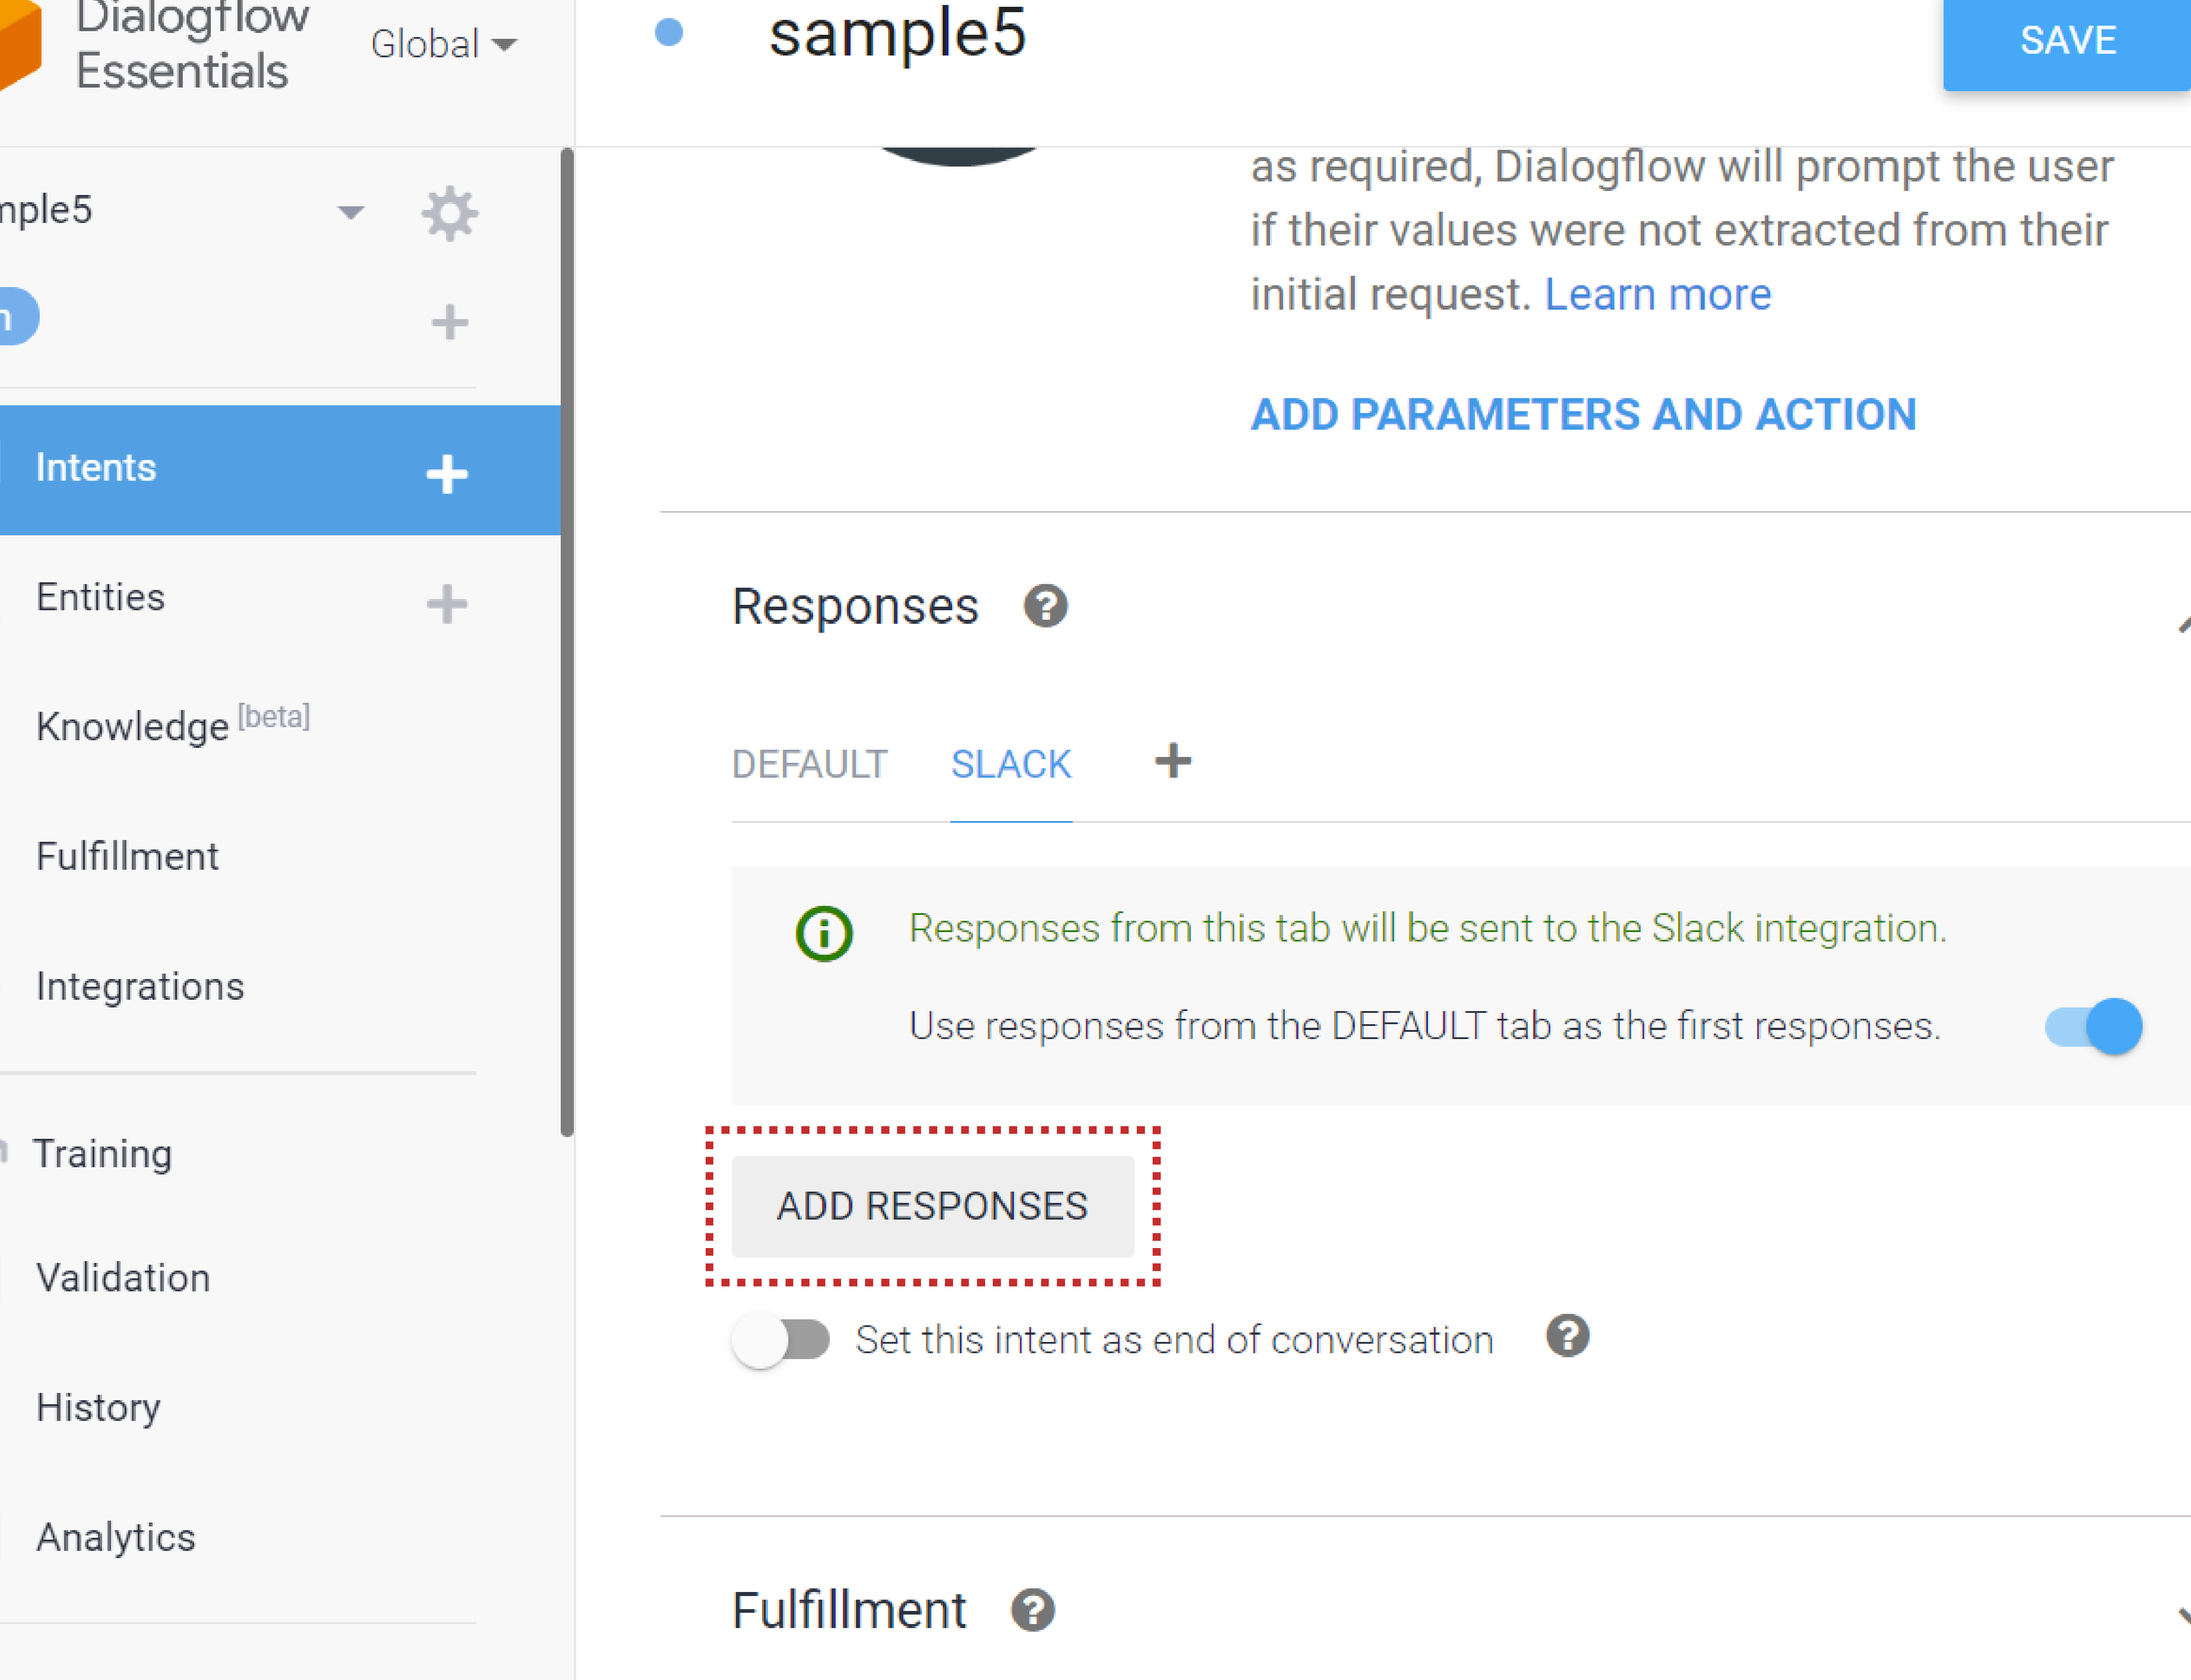 Dialogflow
Essentials
Global
sample5
SAVE
Intents
Entities
Knowledge [beta]
Fulfillment
Integrations
Training
Validation
History
Analytics
as required, Dialogflow will prompt the user
if their values were not extracted from their
initial request. Learn more
ADD PARAMETERS AND ACTION
Responses
DEFAULT SLACK
Responses from this tab will be sent to the Slack integration.
Use responses from the DEFAULT tab as the first responses.
ADD RESPONSES
Set this intent as end of conversation
Fulfillment